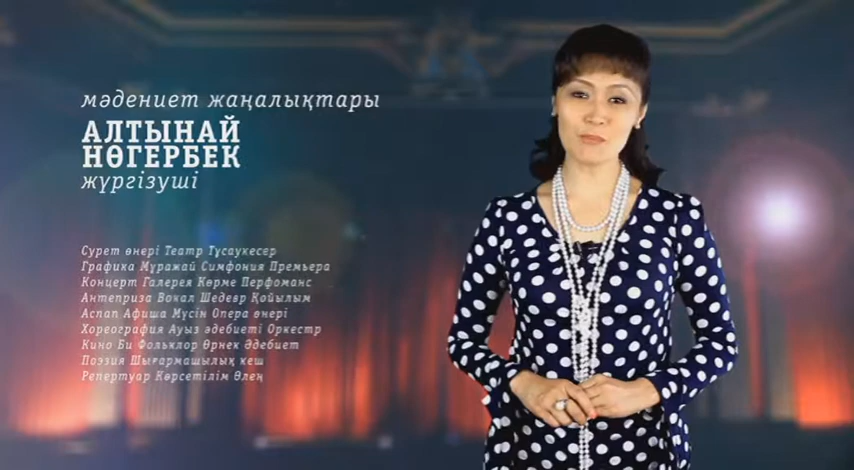 мәдениет жаңалықтары
АЛТЫНАЙ
НӨГЕРБЕК
жүргізуші
Сурет өнері Театр Тұсаукесер
Графика Мұражай Симфония Премьера
Концерт Галерея Көрме Перфоманс
Антеприза Вокал Шедевр Қойылым
Аспап Афиша Мүсін Опера өнері
Хореография Ауыз әдебиеті Оркестр
Кино Би Фольклор Өрнек Әдебиет
Поэзия Шығармашылық кеш
Репертуар Көрсетілім Өлең